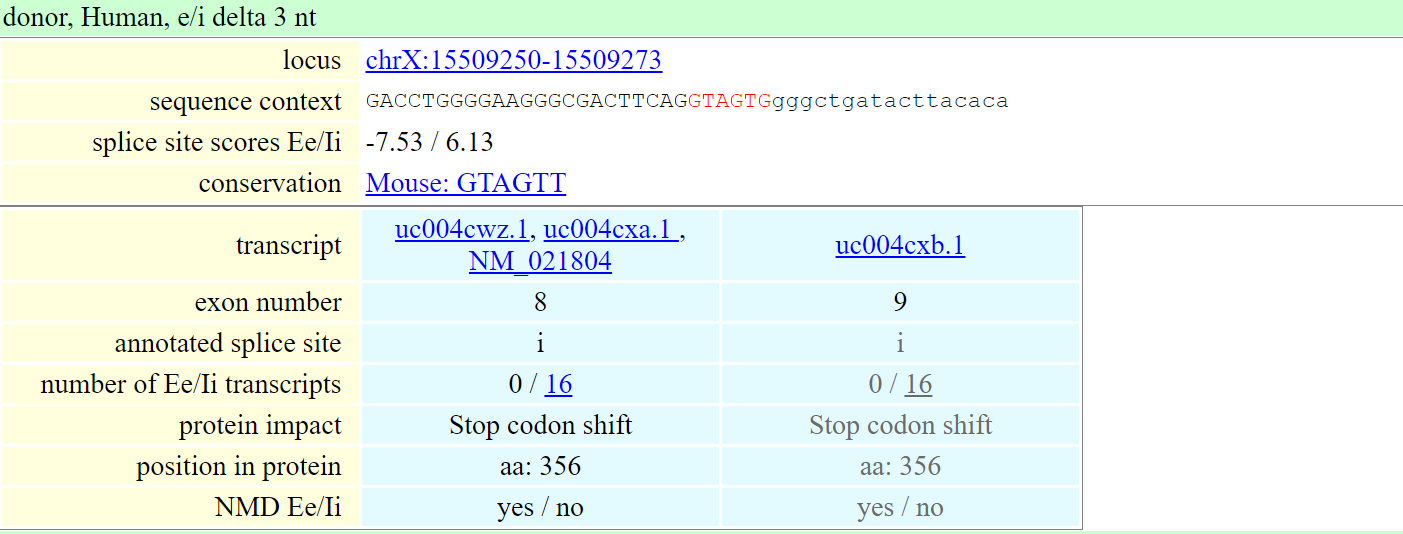 donor, Human, e/i delta 3 nt
locus chrX:15509250-15509273
sequence context GACCTGGGGAAGGGCGACTTCAGGTAGTGgggctgatacttacaca
splice site scores Ee/Ii -7.53 / 6.13
conservation Mouse: GTAGTT
transcript uc004cwz.1, uc004cxa.1 , NM_021804 uc004cxb.1
exon number 8 9
annotated splice site i i
number of Ee/Ii transcripts 0 / 16 0 / 16
protein impact Stop codon shift Stop codon shift
position in protein aa: 356 aa: 356
NMD Ee/Ii yes / no yes / no